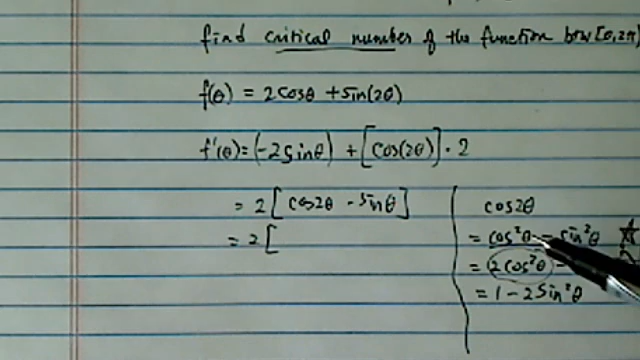 find critical number of the function btw [0, 2π]
f(θ) = 2cosθ + sin(2θ)
f'(θ) = (-2sinθ) + [cos(2θ)] · 2
= 2 [ cos2θ - sinθ ]
= 2 [
cos2θ
= cos²θ - sin²θ
= 2cos²θ -
= 1 - 2sin²θ